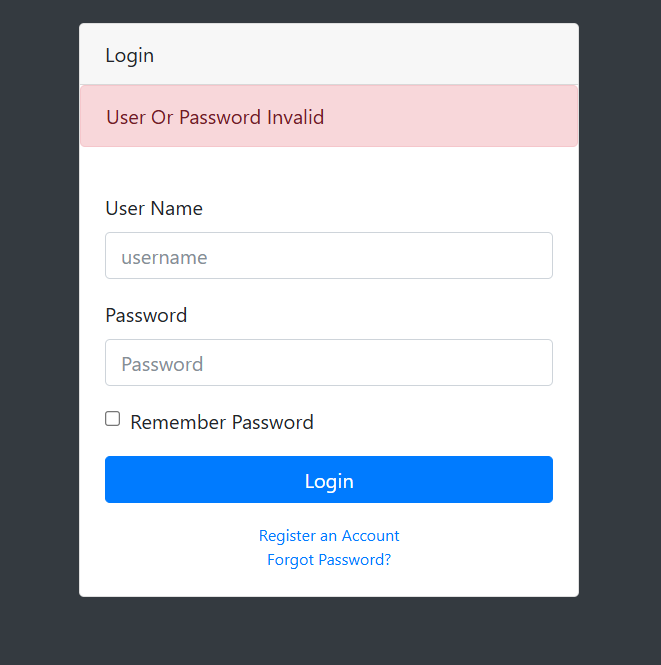 Login
User Or Password Invalid
User Name
username
Password
Password
Remember Password
Login
Register an Account
Forgot Password?